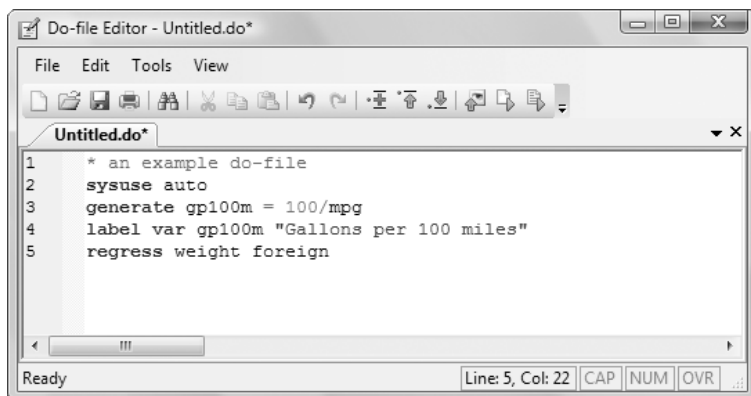 Do-file Editor - Untitled.do*
File Edit Tools View
Untitled.do*
1 * an example do-file
2 sysuse auto
3 generate gp100m = 100/mpg
4 label var gp100m "Gallons per 100 miles"
5 regress weight foreign
Ready Line: 5, Col: 22 CAP NUM OVR